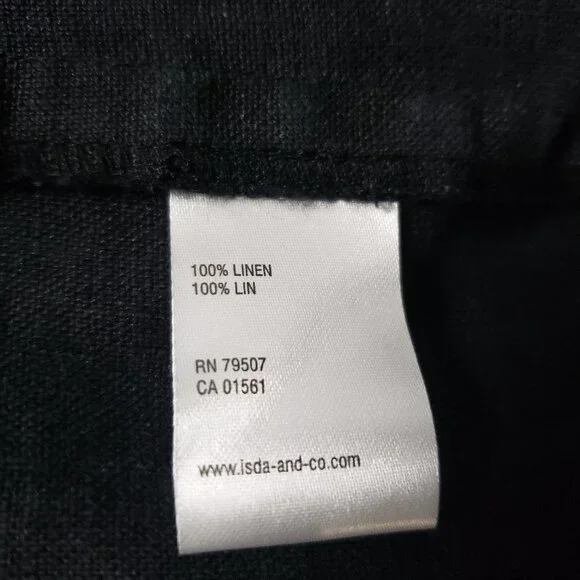 100% LINEN
100% LIN
RN 79507
CA 01561
www.isda-and-co.com